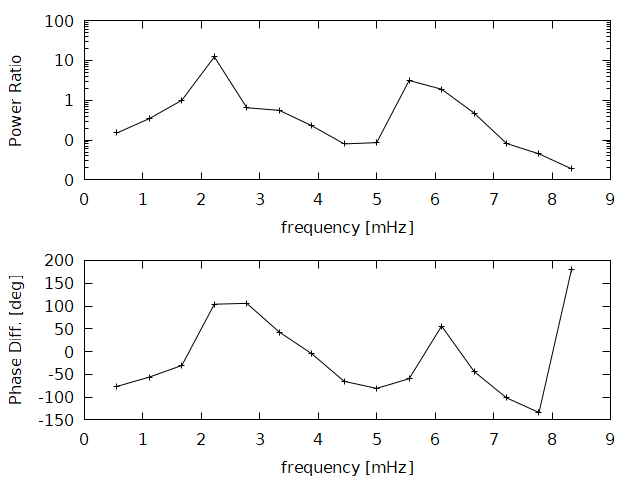 100
10
1
0
0
Power Ratio
0 1 2 3 4 5 6 7 8 9
frequency [mHz]
200
150
100
50
0
-50
-100
-150
Phase Diff. [deg]
0 1 2 3 4 5 6 7 8 9
frequency [mHz]